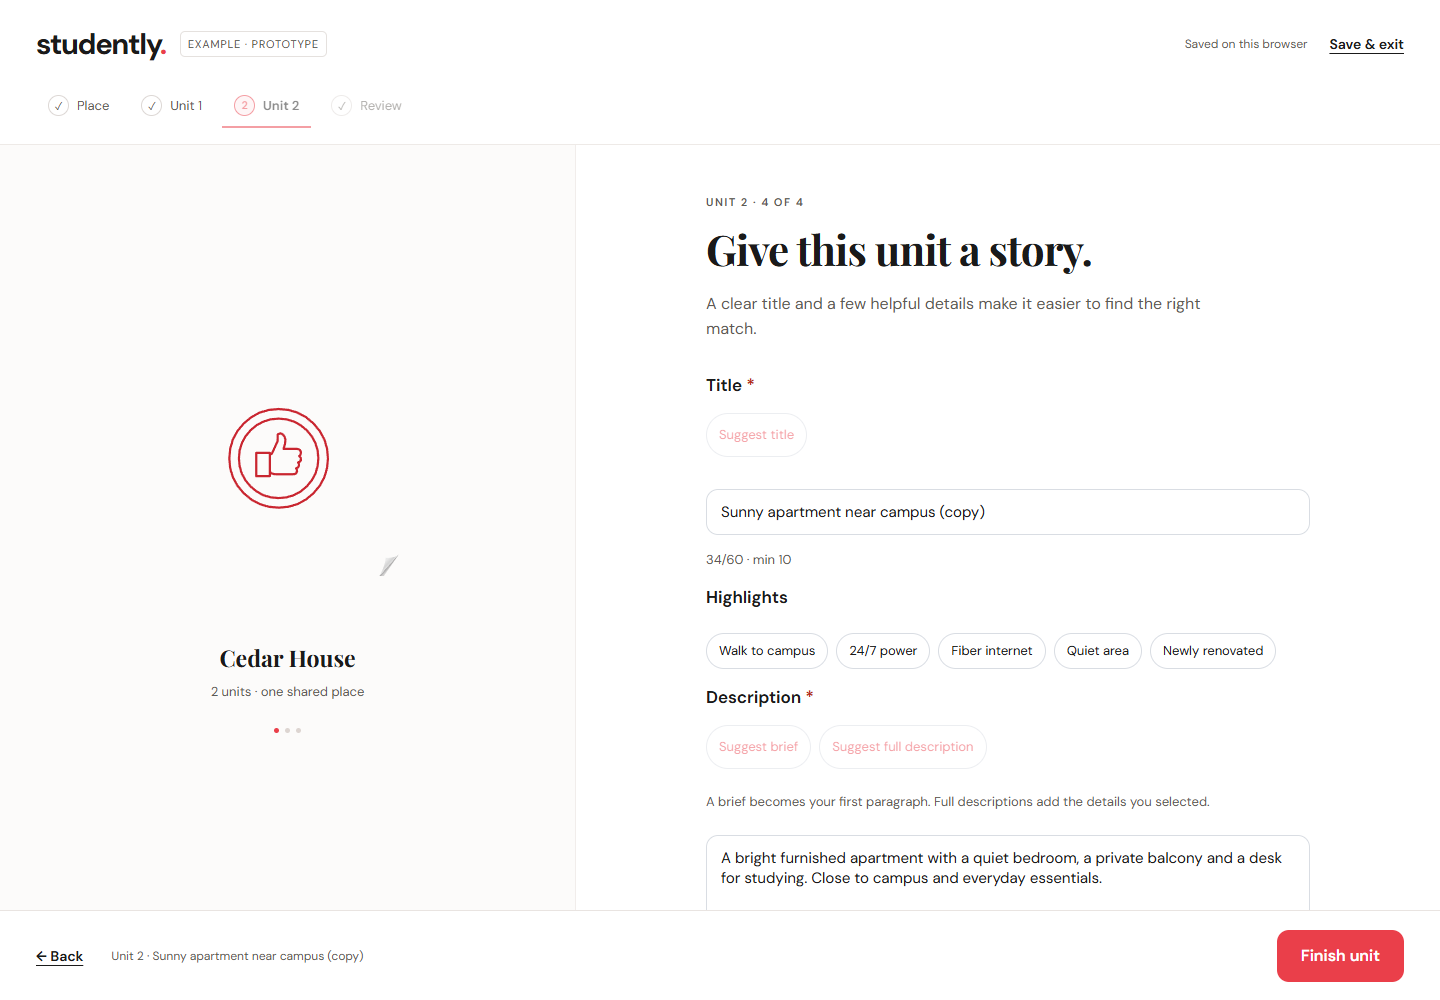 studently.
EXAMPLE · PROTOTYPE
Saved on this browser
Save & exit
✓ Place
✓ Unit 1
2 Unit 2
✓ Review
UNIT 2 · 4 OF 4
Give this unit a story.
A clear title and a few helpful details make it easier to find the right
match.
Title *
Suggest title
Sunny apartment near campus (copy)
34/60 · min 10
Highlights
Walk to campus
24/7 power
Fiber internet
Quiet area
Newly renovated
Description *
Suggest brief
Suggest full description
A brief becomes your first paragraph. Full descriptions add the details you selected.
A bright furnished apartment with a quiet bedroom, a private balcony and a desk
for studying. Close to campus and everyday essentials.
Cedar House
2 units · one shared place
← Back
Unit 2 · Sunny apartment near campus (copy)
Finish unit